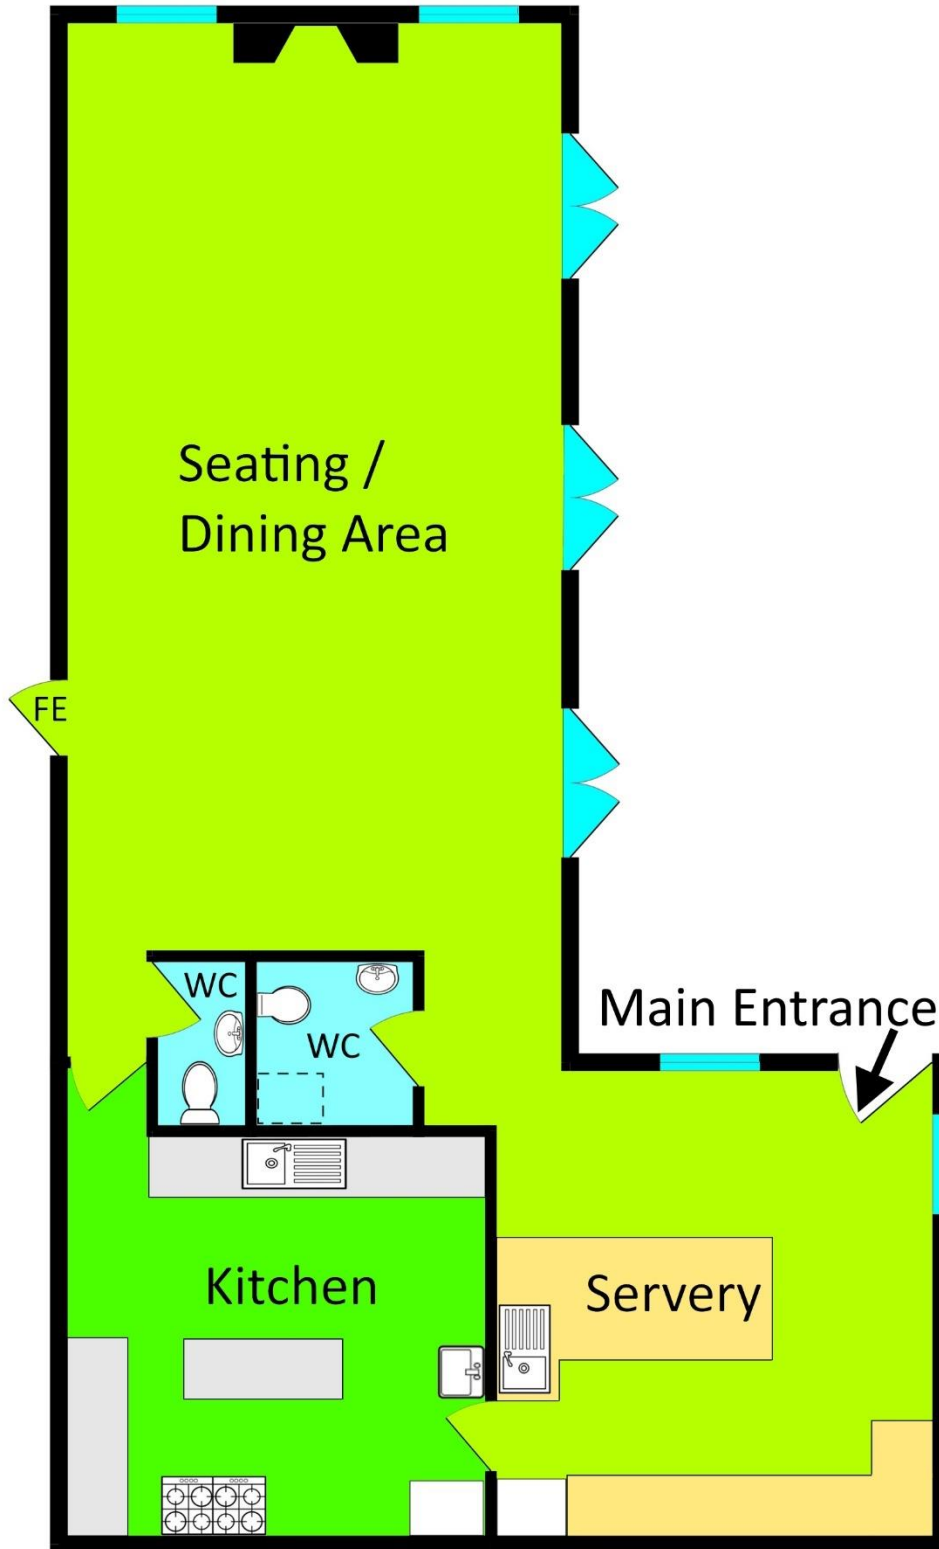 Seating /
Dining Area
FE
WC
WC
Main Entrance
Kitchen
Servery